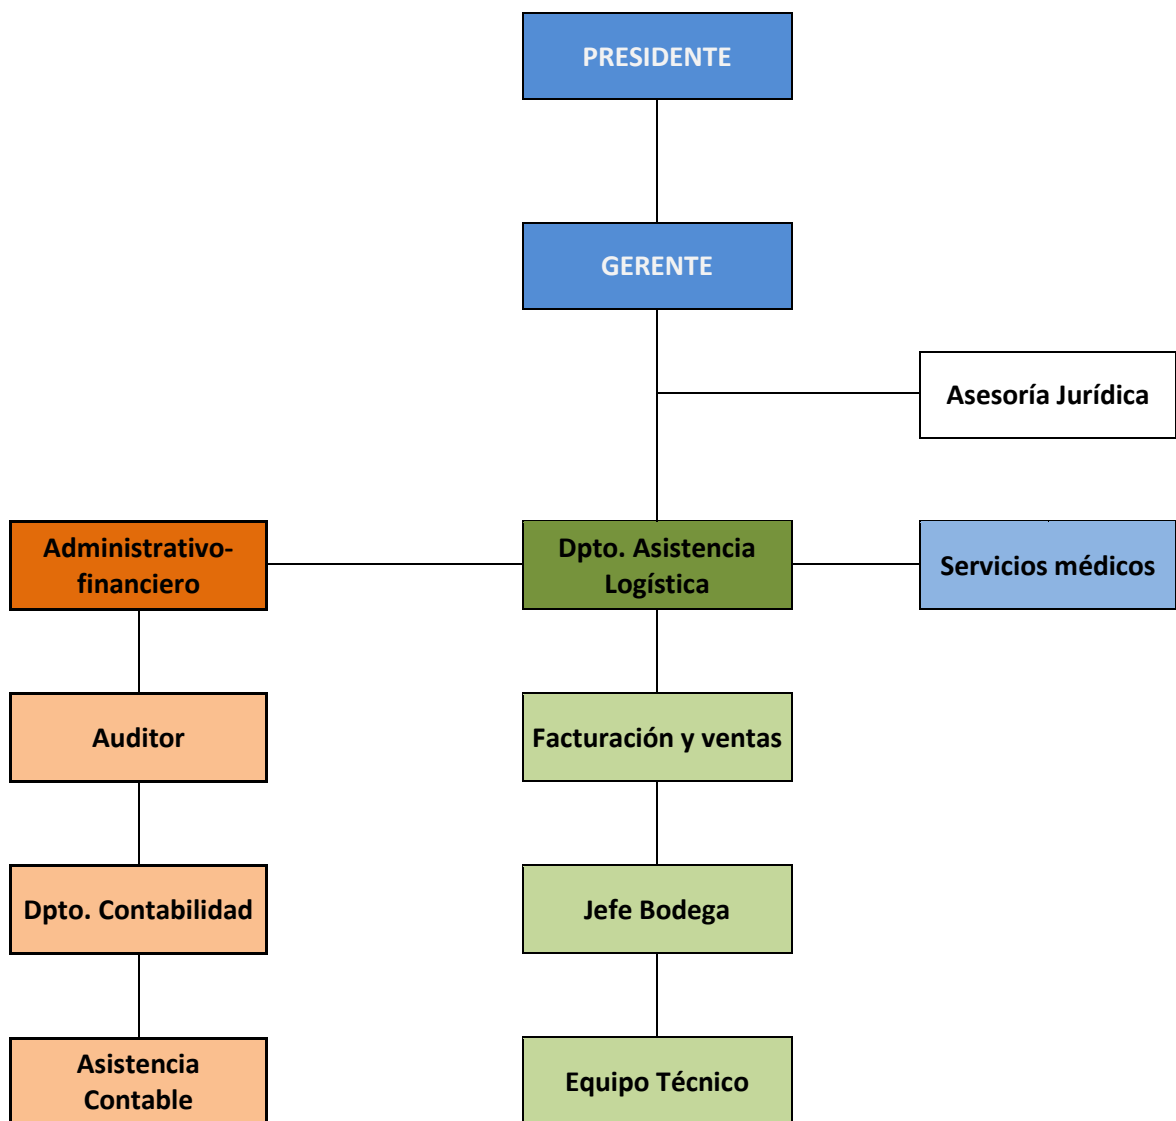 PRESIDENTE
GERENTE
Asesoría Jurídica
Administrativo-
financiero
Dpto. Asistencia
Logística
Servicios médicos
Auditor
Facturación y ventas
Dpto. Contabilidad
Jefe Bodega
Asistencia
Contable
Equipo Técnico